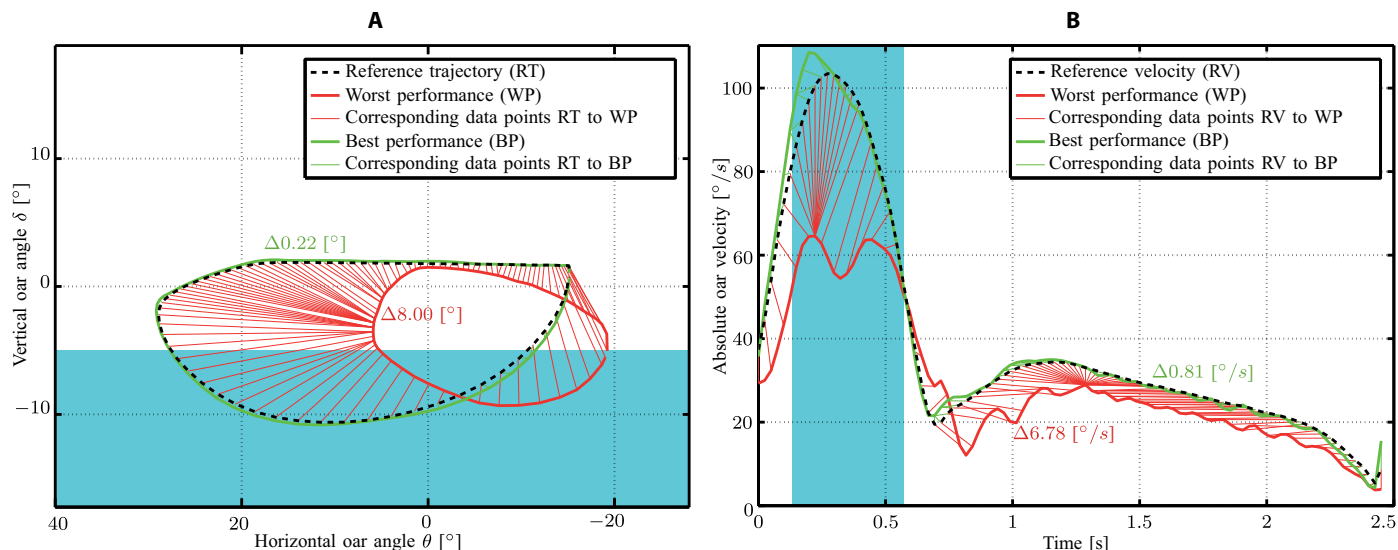 A
Vertical oar angle δ [°]
10
0
−10
Reference trajectory (RT)
Worst performance (WP)
Corresponding data points RT to WP
Best performance (BP)
Corresponding data points RT to BP
Δ0.22 [°]
Δ8.00 [°]
40
20
0
−20
Horizontal oar angle θ [°]
B
Absolute oar velocity [°/s]
100
80
60
40
20
0
Reference velocity (RV)
Worst performance (WP)
Corresponding data points RV to WP
Best performance (BP)
Corresponding data points RV to BP
Δ0.81 [°/s]
Δ6.78 [°/s]
0
0.5
1
1.5
2
2.5
Time [s]